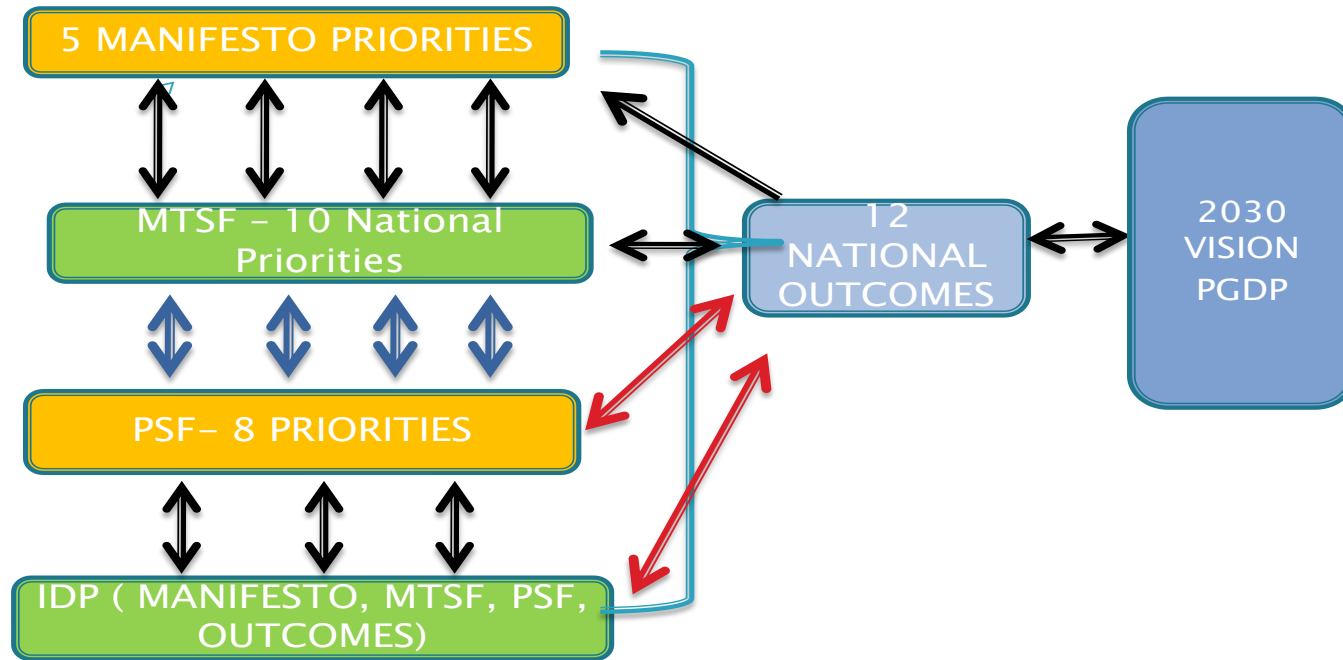 5 MANIFESTO PRIORITIES
MTSF – 10 National
Priorities
PSF– 8 PRIORITIES
IDP ( MANIFESTO, MTSF, PSF,
OUTCOMES)
12
NATIONAL
OUTCOMES
2030
VISION
PGDP